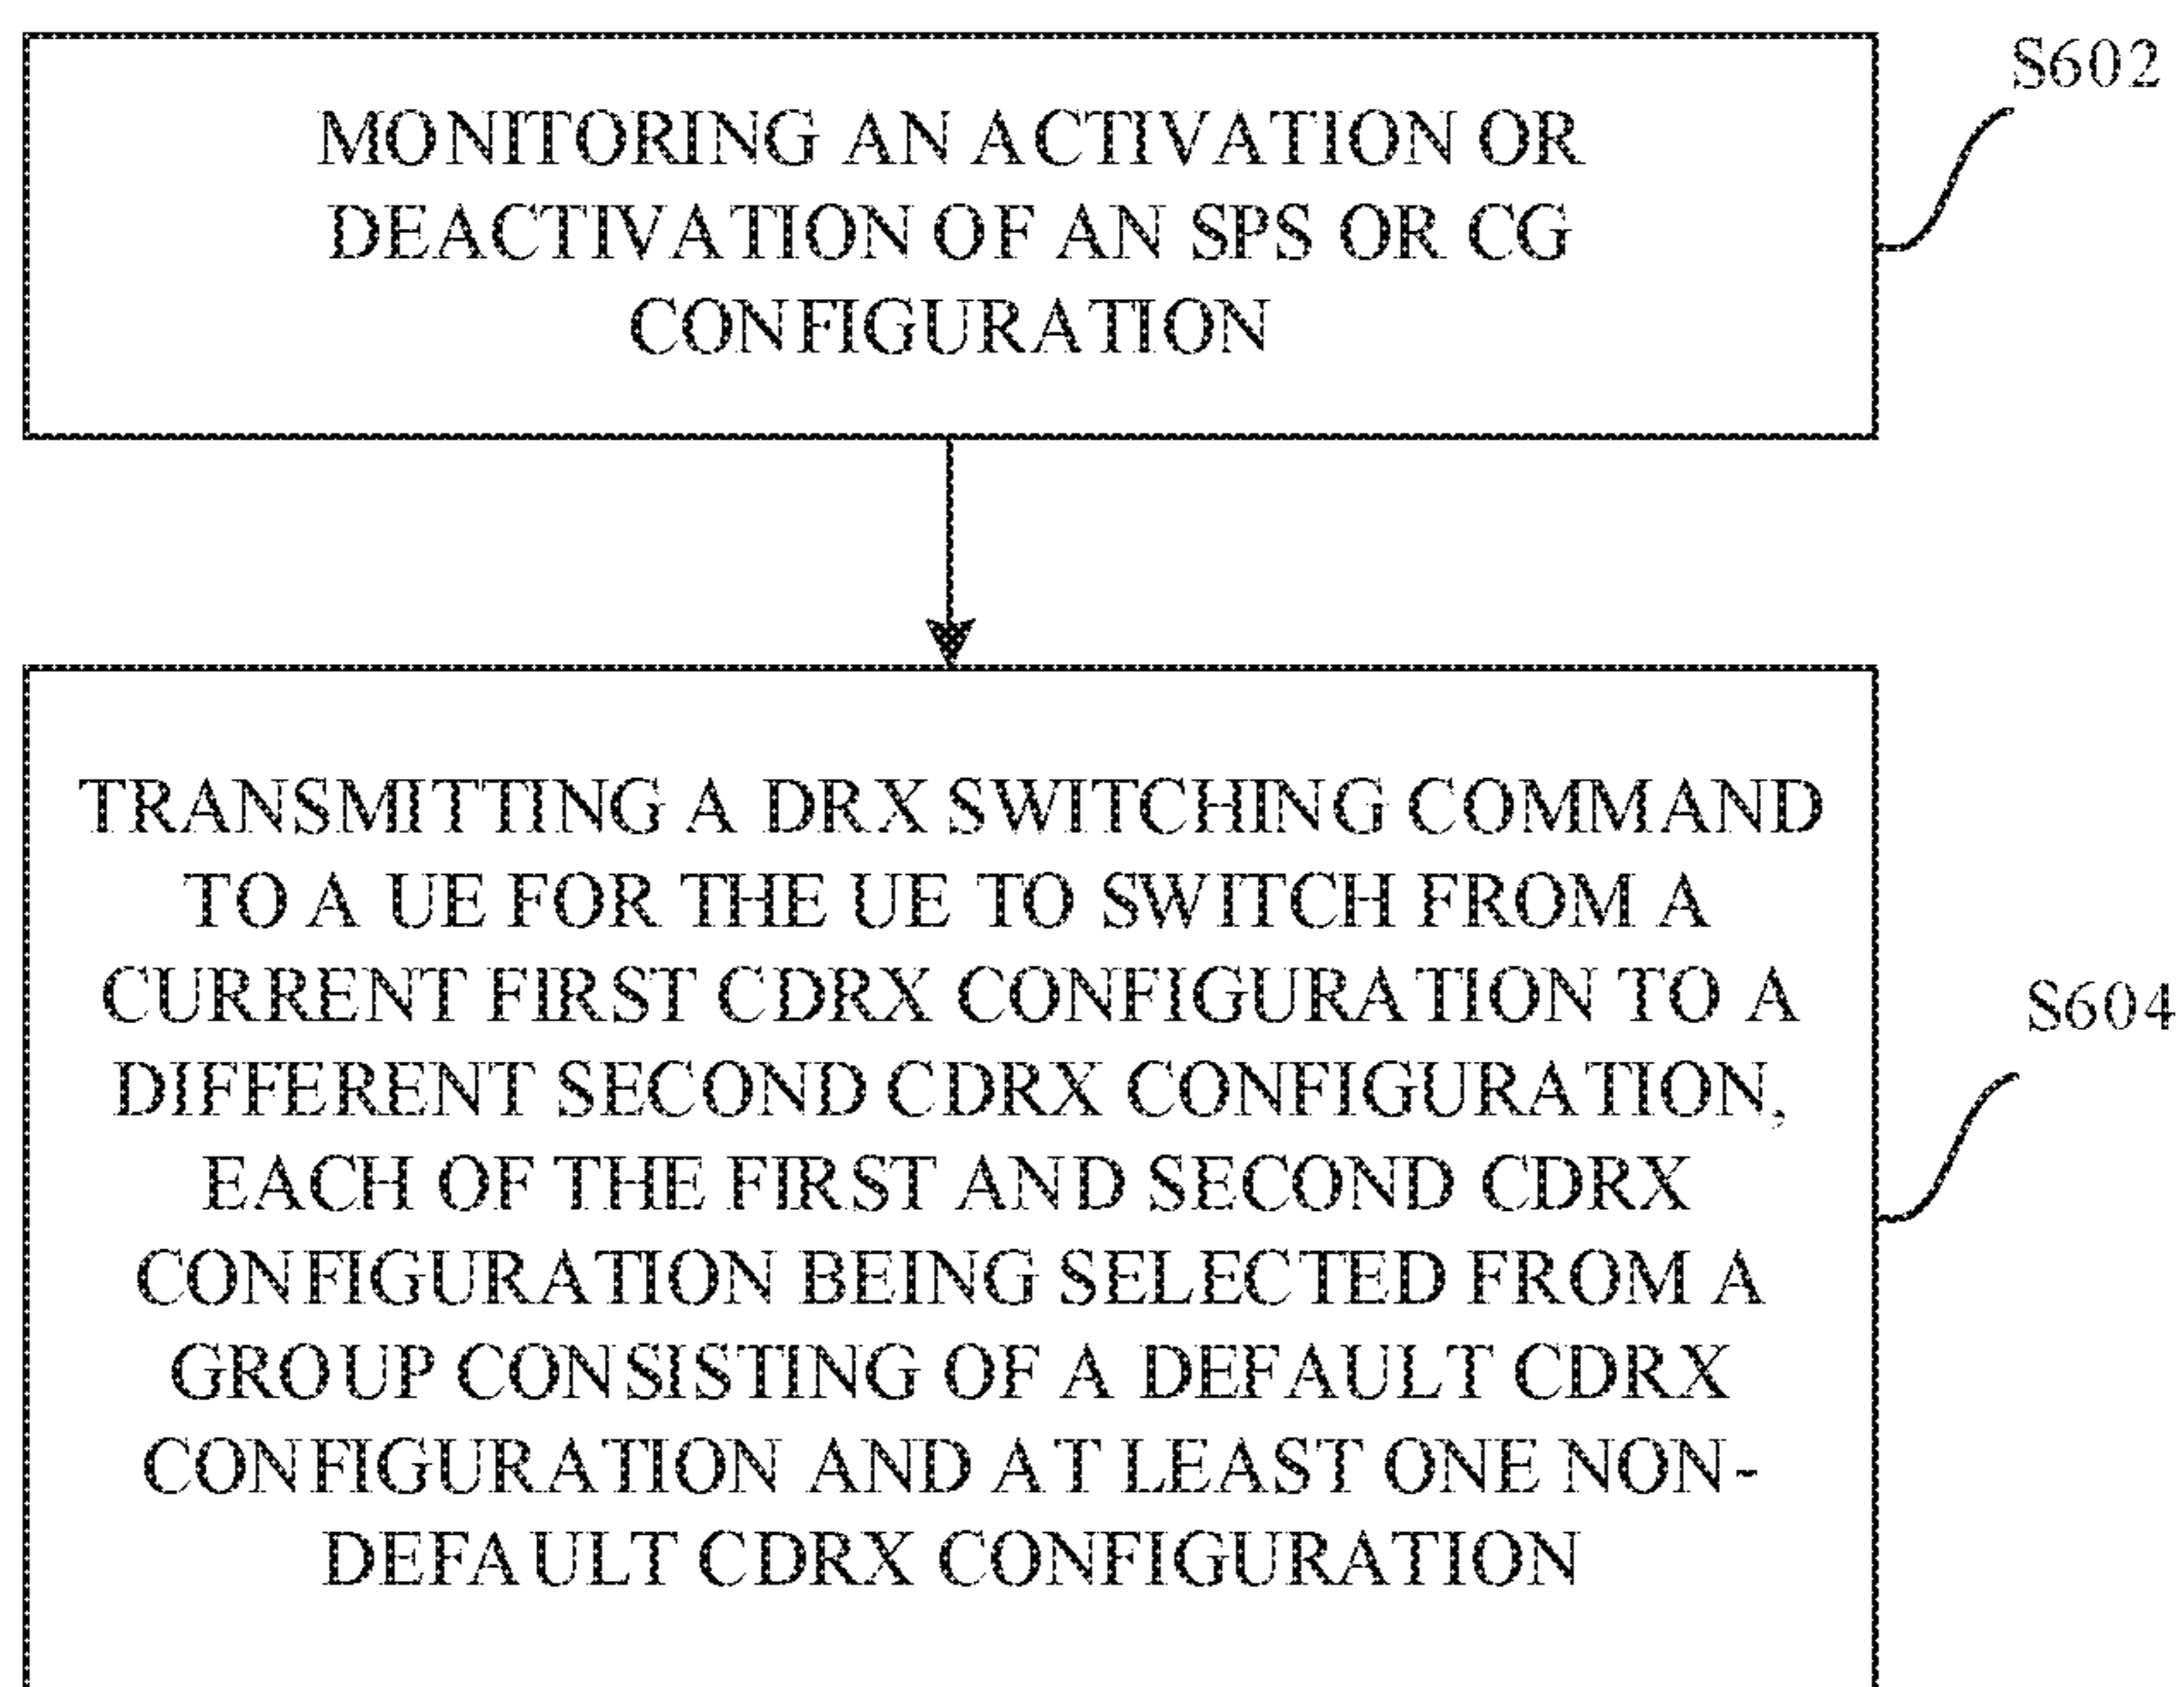 S602
MONITORING AN ACTIVATION OR
DEACTIVATION OF AN SPS OR CG
CONFIGURATION
TRANSMITTING A DRX SWITCHING COMMAND
TO A UE FOR THE UE TO SWITCH FROM A
CURRENT FIRST CDRX CONFIGURATION TO A
DIFFERENT SECOND CDRX CONFIGURATION,
EACH OF THE FIRST AND SECOND CDRX
CONFIGURATION BEING SELECTED FROM A
GROUP CONSISTING OF A DEFAULT CDRX
CONFIGURATION AND AT LEAST ONE NON-
DEFAULT CDRX CONFIGURATION
S604